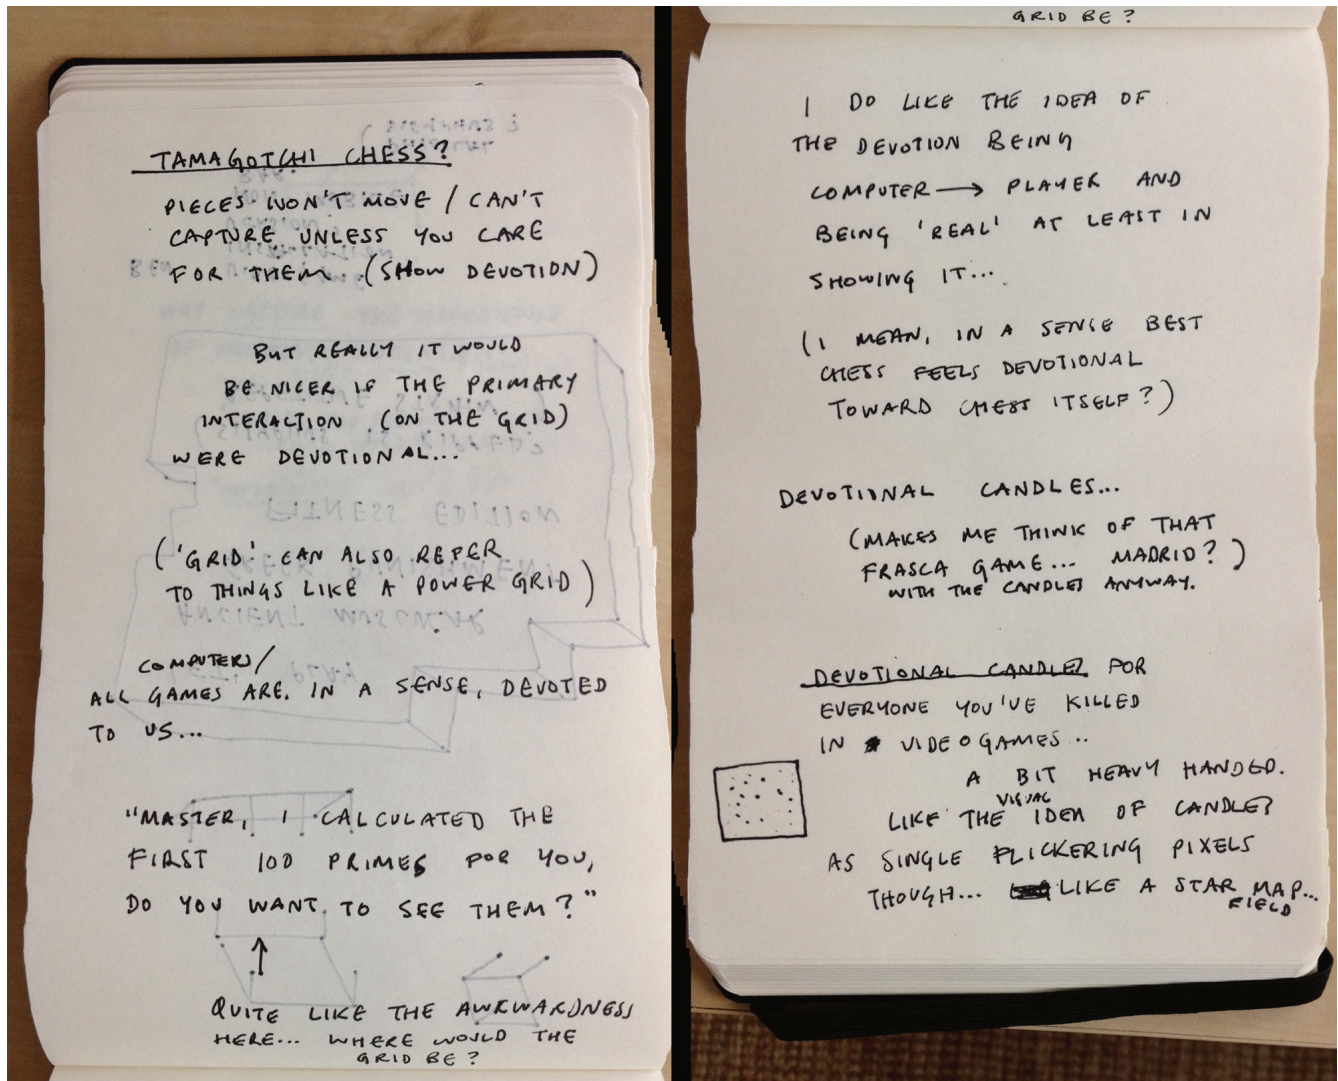 TAMAGOTCHI CHESS?
PIECES WON'T MOVE / CAN'T
CAPTURE UNLESS YOU CARE
FOR THEM.. (SHOW DEVOTION)
BUT REALLY IT WOULD
BE NICER IF THE PRIMARY
INTERACTION (ON THE GRID)
WERE DEVOTIONAL...
('GRID' CAN ALSO REFER
TO THINGS LIKE A POWER GRID)
COMPUTERS/
ALL GAMES ARE, IN A SENSE, DEVOTED
TO US...
"MASTER, I CALCULATED THE
FIRST 100 PRIMES FOR YOU,
DO YOU WANT TO SEE THEM?"
QUITE LIKE THE AWKWARDNESS
HERE... WHERE WOULD THE
GRID BE?
GRID BE?
I DO LIKE THE IDEA OF
THE DEVOTION BEING
COMPUTER → PLAYER AND
BEING 'REAL' AT LEAST IN
SHOWING IT...
(I MEAN, IN A SENSE BEST
CHESS FEELS DEVOTIONAL
TOWARD CHESS ITSELF?)
DEVOTIONAL CANDLES...
(MAKES ME THINK OF THAT
FRASCA GAME... MADRID?)
WITH THE CANDLES ANYWAY.
DEVOTIONAL CANDLES FOR
EVERYONE YOU'VE KILLED
IN VIDEOGAMES..
A BIT HEAVY HANDED.
LIKE THE VISUAL IDEA OF CANDLES
AS SINGLE FLICKERING PIXELS
THOUGH... LIKE A STAR MAP...
FIELD